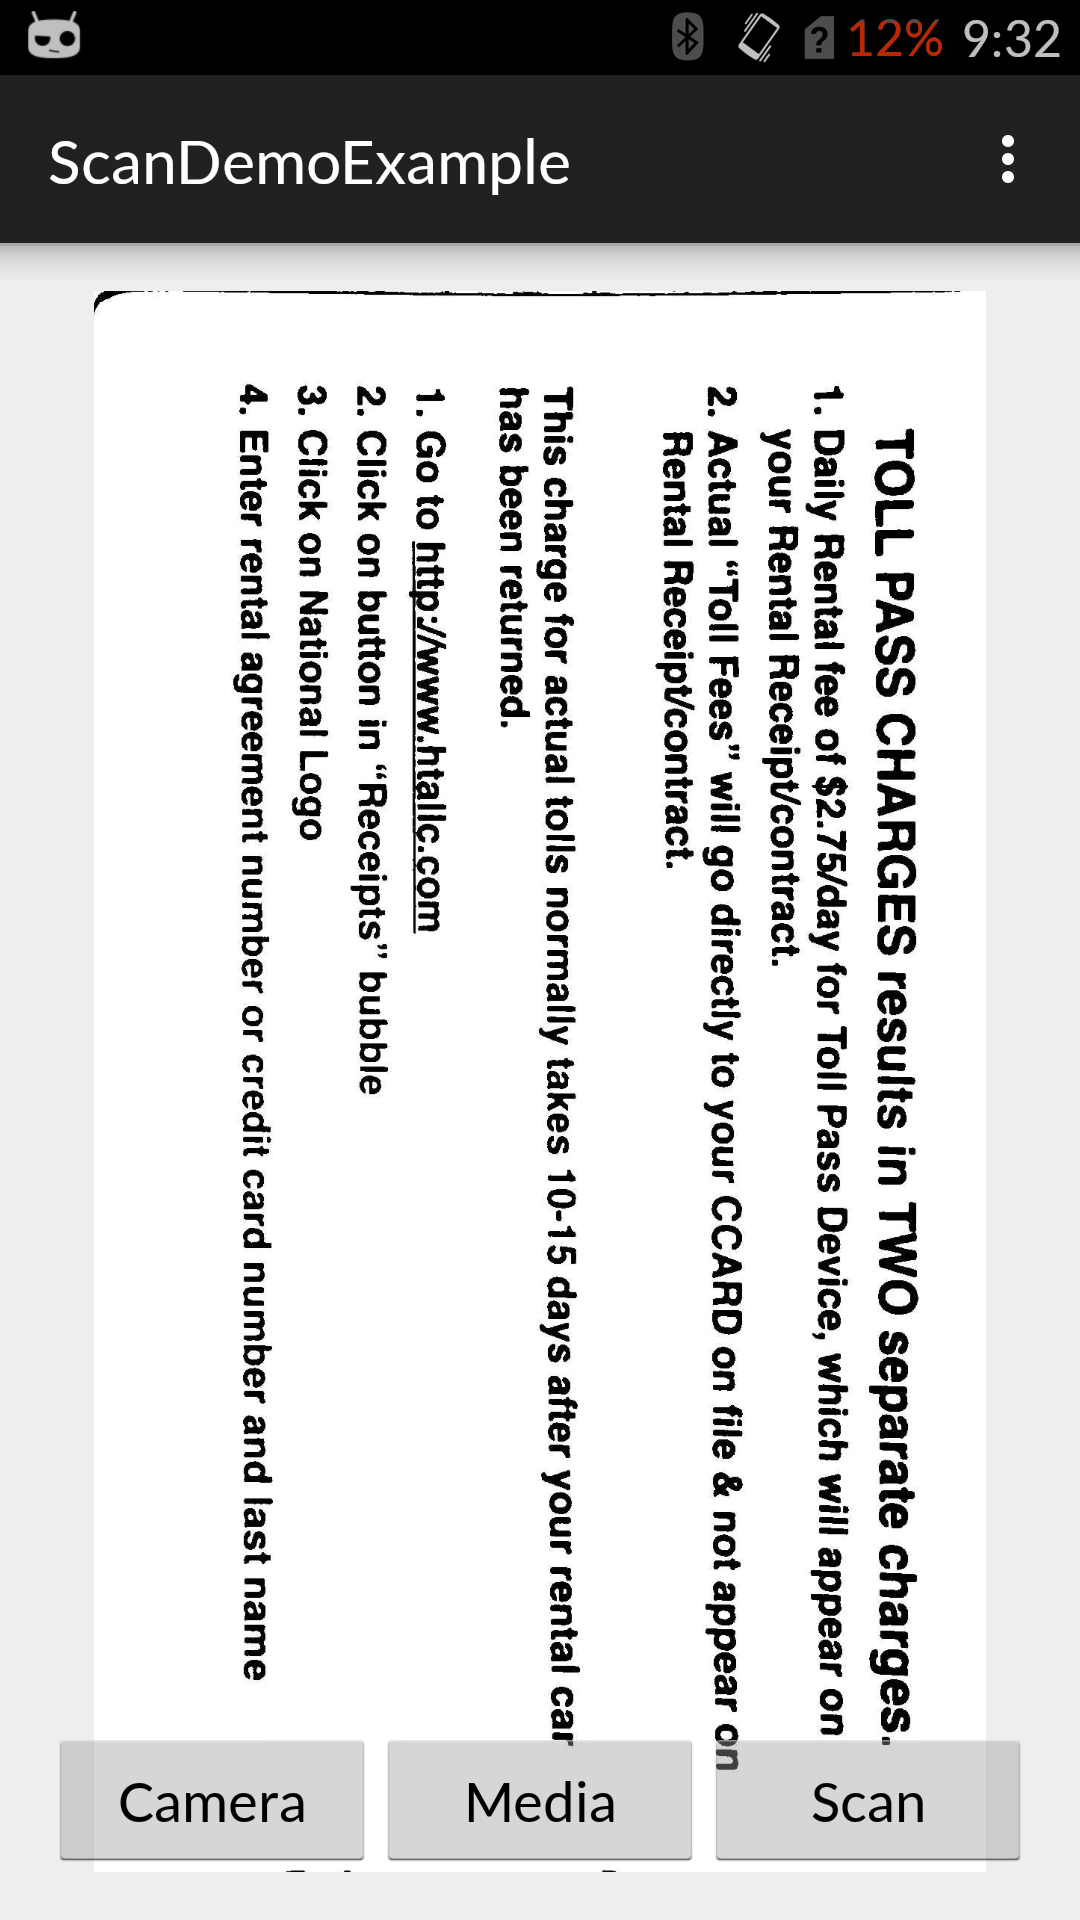 12% 9:32
ScanDemoExample
TOLL PASS CHARGES results in TWO separate charges.
1. Daily Rental fee of $2.75/day for Toll Pass Device, which will appear on
your Rental Receipt/contract.
2. Actual “Toll Fees” will go directly to your CCARD on file & not appear on
Rental Receipt/contract.
This charge for actual tolls normally takes 10-15 days after your rental car
has been returned.
1. Go to http://www.htallc.com
2. Click on button in “Receipts” bubble
3. Click on National Logo
4. Enter rental agreement number or credit card number and last name
Camera Media Scan